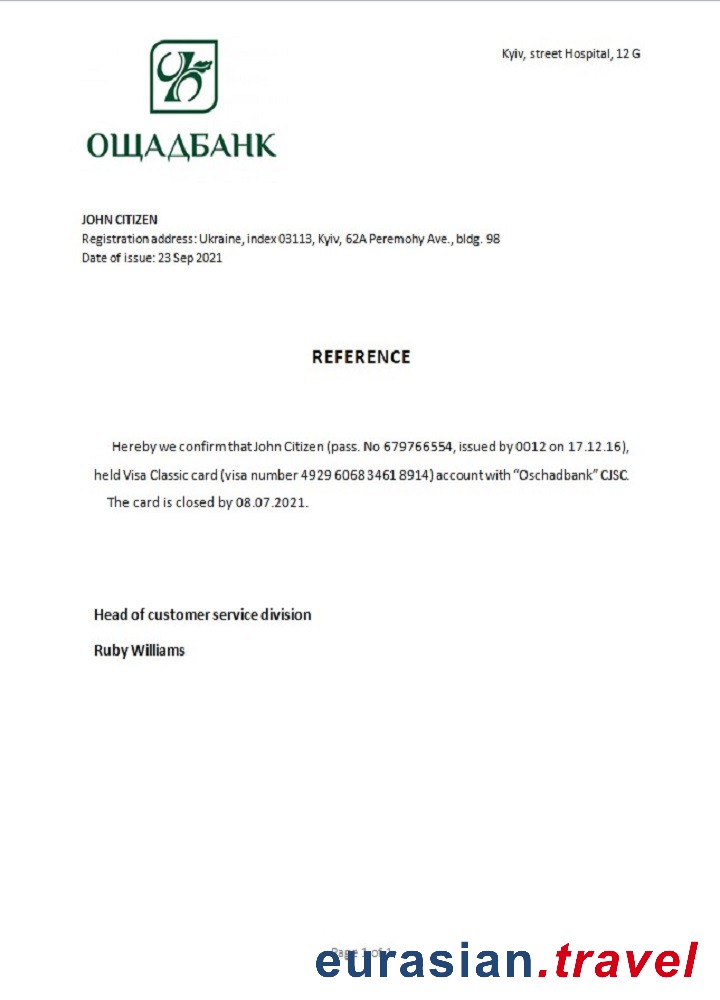 Kyiv, street Hospital, 12 G
ОЩАДБАНК
JOHN CITIZEN
Registration address: Ukraine, index 03113, Kyiv, 62A Peremohy Ave., bldg. 98
Date of issue: 23 Sep 2021
REFERENCE
Hereby we confirm that John Citizen (pass. No 679766554, issued by 0012 on 17.12.16),
held Visa Classic card (visa number 4929 6068 3461 8914) account with “Oschadbank” CJSC.
The card is closed by 08.07.2021.
Head of customer service division
Ruby Williams
Page 1 of 1
eurasian.travel